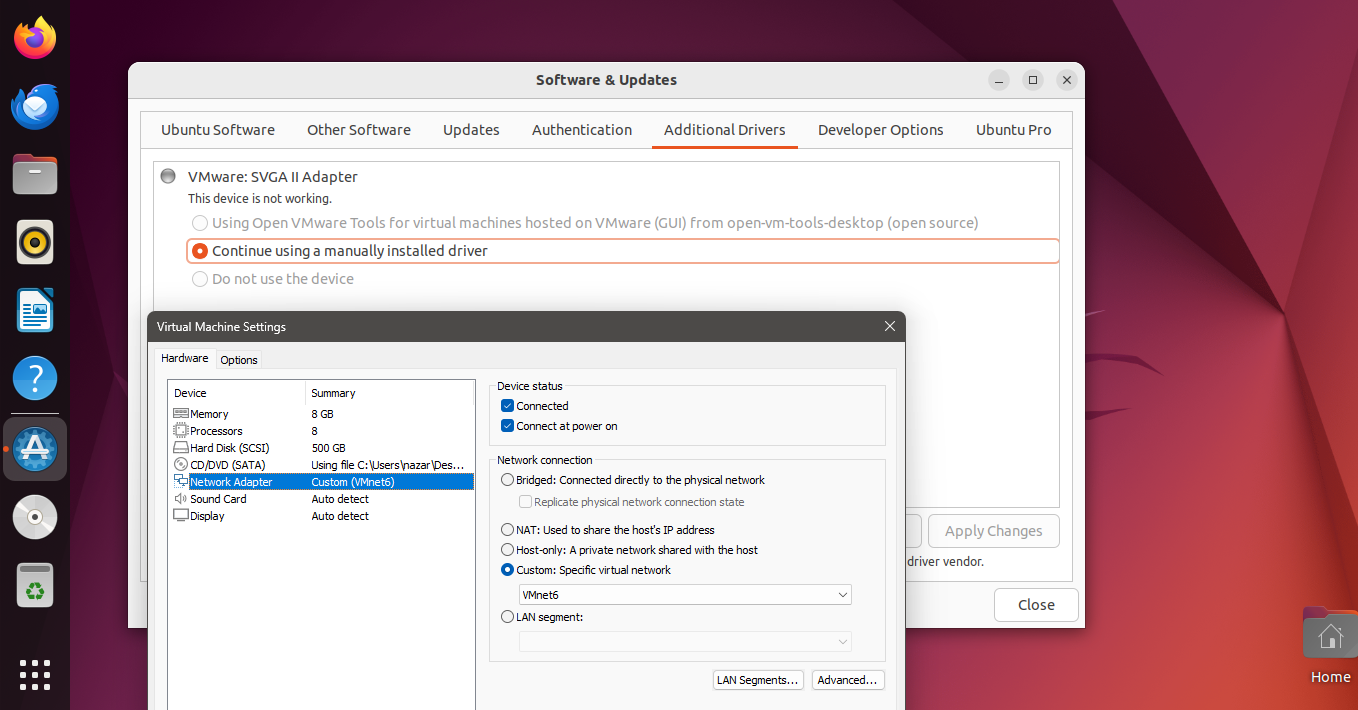 Software & Updates
Ubuntu Software Other Software Updates Authentication Additional Drivers Developer Options Ubuntu Pro
VMware: SVGA II Adapter
This device is not working.
Using Open VMware Tools for virtual machines hosted on VMware (GUI) from open-vm-tools-desktop (open source)
Continue using a manually installed driver
Do not use the device
Apply Changes
driver vendor.
Close
Virtual Machine Settings
Hardware Options
Device Summary
Memory 8 GB
Processors 8
Hard Disk (SCSI) 500 GB
CD/DVD (SATA) Using file C:\Users\nazar\Des...
Network Adapter Custom (VMnet6)
Sound Card Auto detect
Display Auto detect
Device status
Connected
Connect at power on
Network connection
Bridged: Connected directly to the physical network
Replicate physical network connection state
NAT: Used to share the host's IP address
Host-only: A private network shared with the host
Custom: Specific virtual network
VMnet6
LAN segment:
LAN Segments... Advanced...
Home